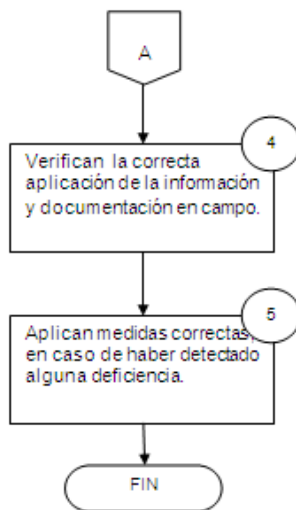 A
4
Verifican la correcta
aplicación de la información
y documentación en campo.
5
Aplican medidas correctas,
en caso de haber detectado
alguna deficiencia.
FIN